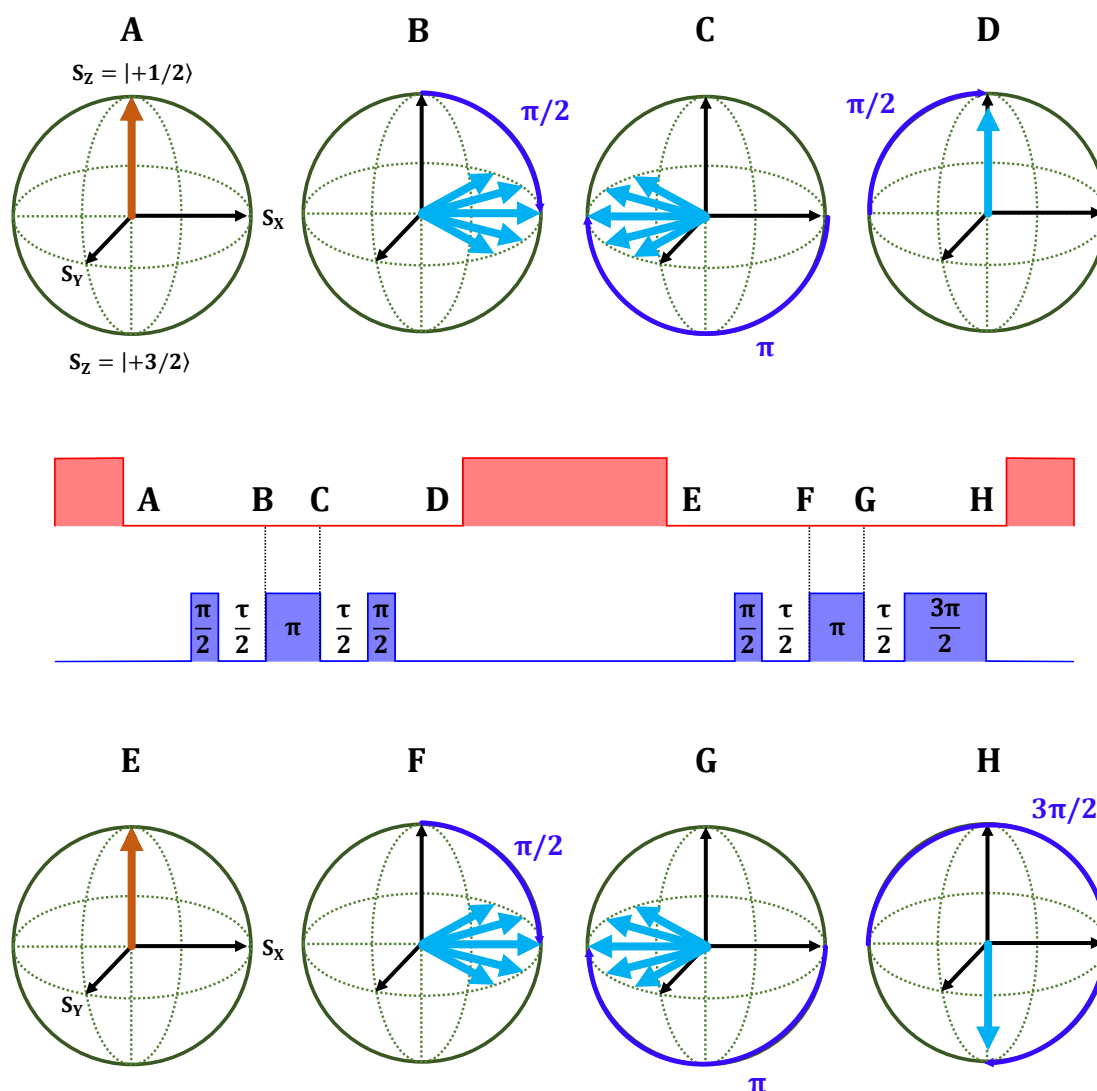 A B C D
S_Z = |+1/2⟩
π/2
π/2
S_X
S_Y
π
S_Z = |+3/2⟩
A B C D E F G H
π/2 τ/2 π τ/2 π/2 π/2 τ/2 π τ/2 3π/2
E F G H
3π/2
π/2
S_X
S_Y
π